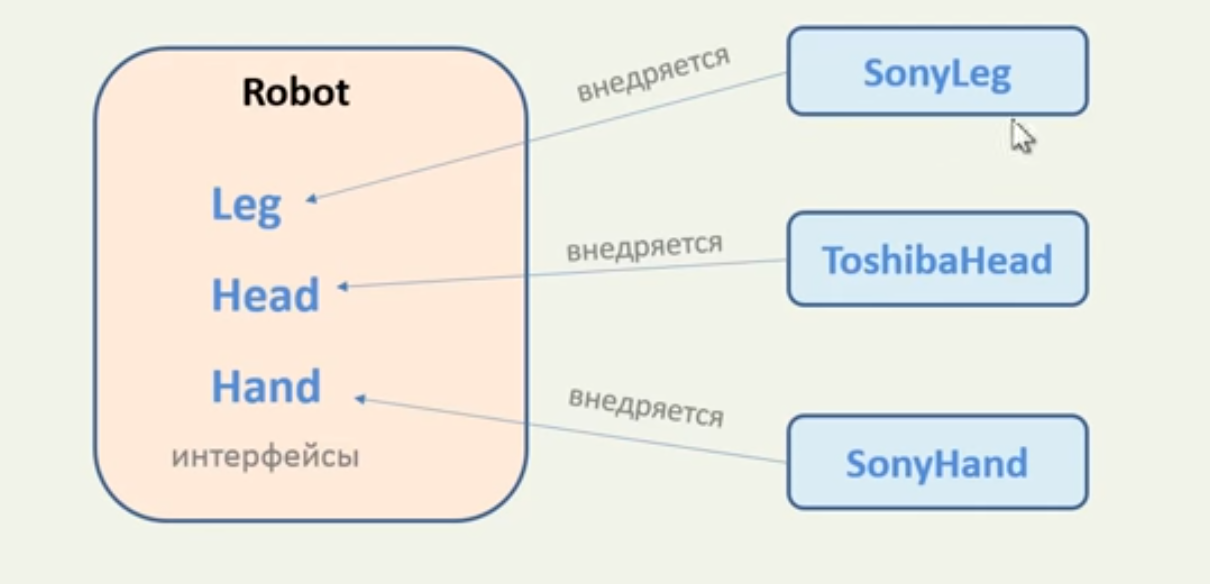 Robot
Leg
Head
Hand
интерфейсы
внедряется
SonyLeg
внедряется
ToshibaHead
внедряется
SonyHand